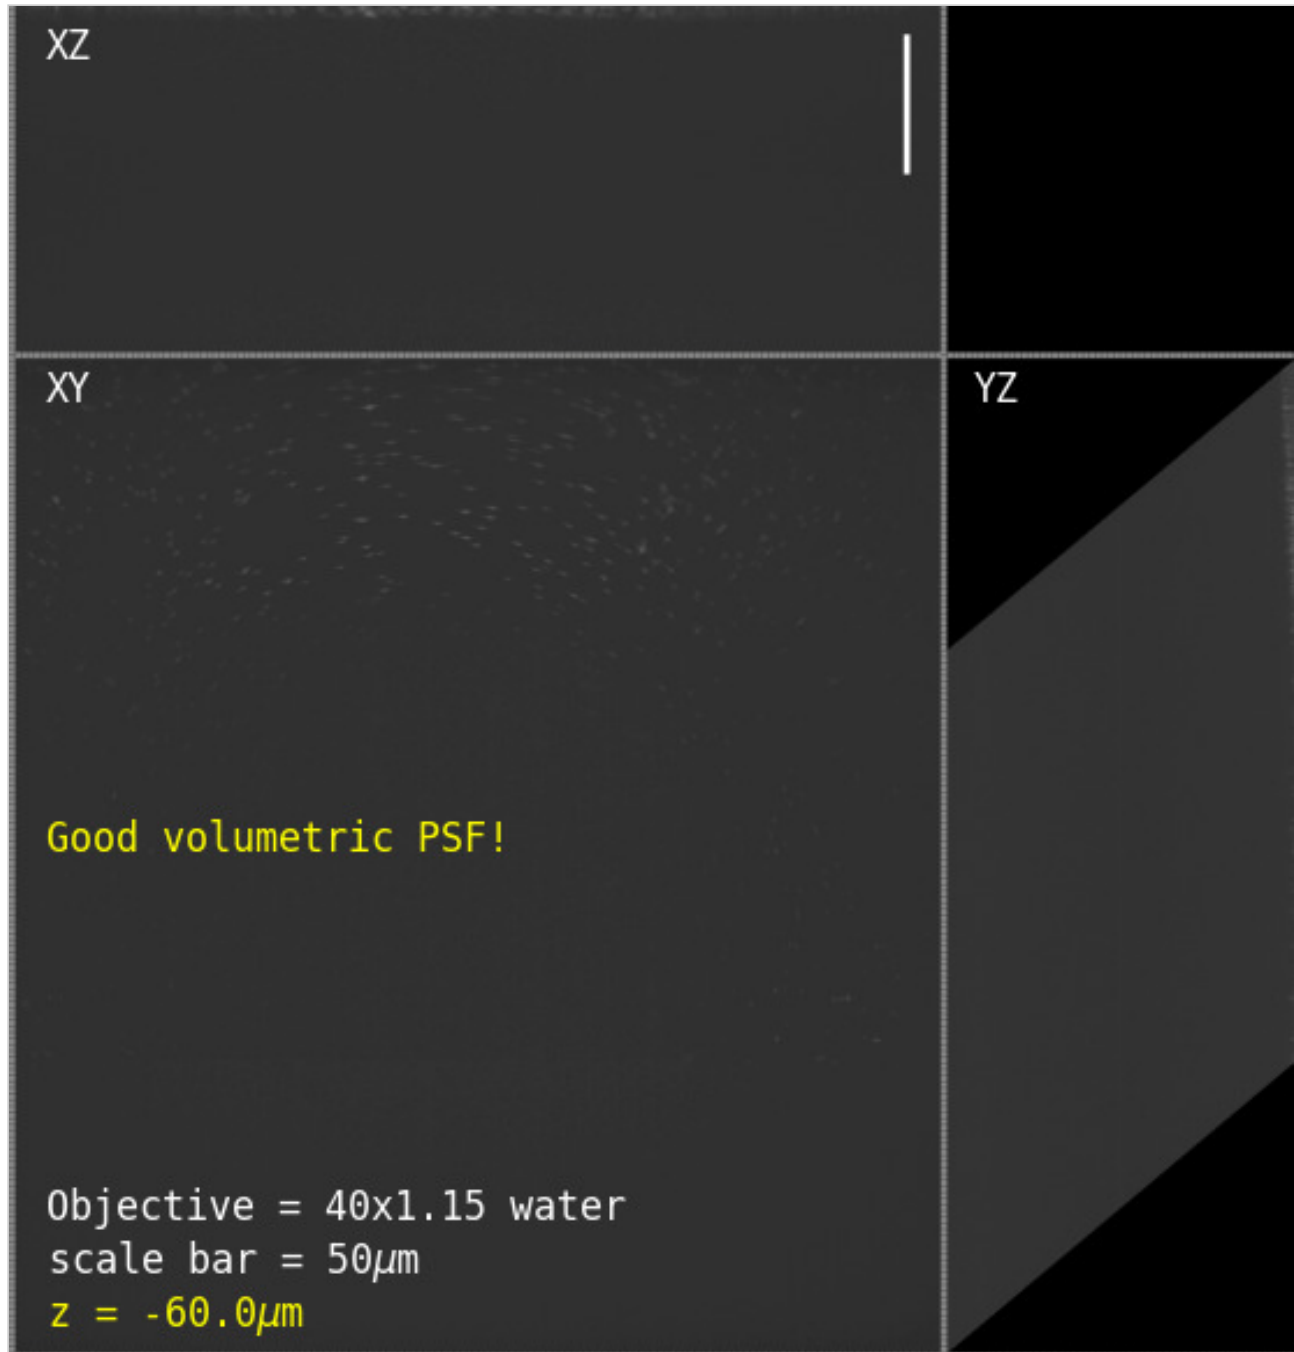 XZ
XY
YZ
Good volumetric PSF!
Objective = 40x1.15 water
scale bar = 50μm
z = -60.0μm